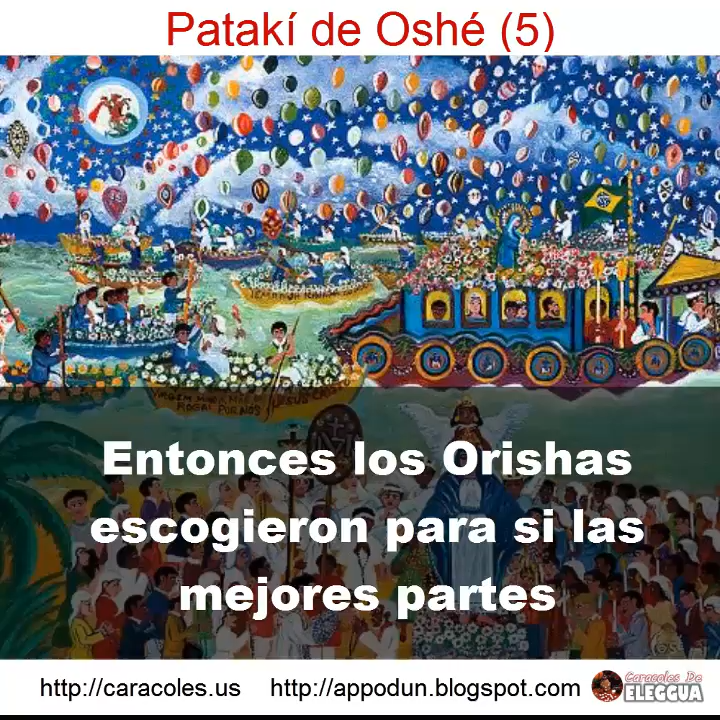 Patakí de Oshé (5)
Entonces los Orishas
escogieron para si las
mejores partes
http://caracoles.us http://appodun.blogspot.com
Caracoles De
ELEGGUA